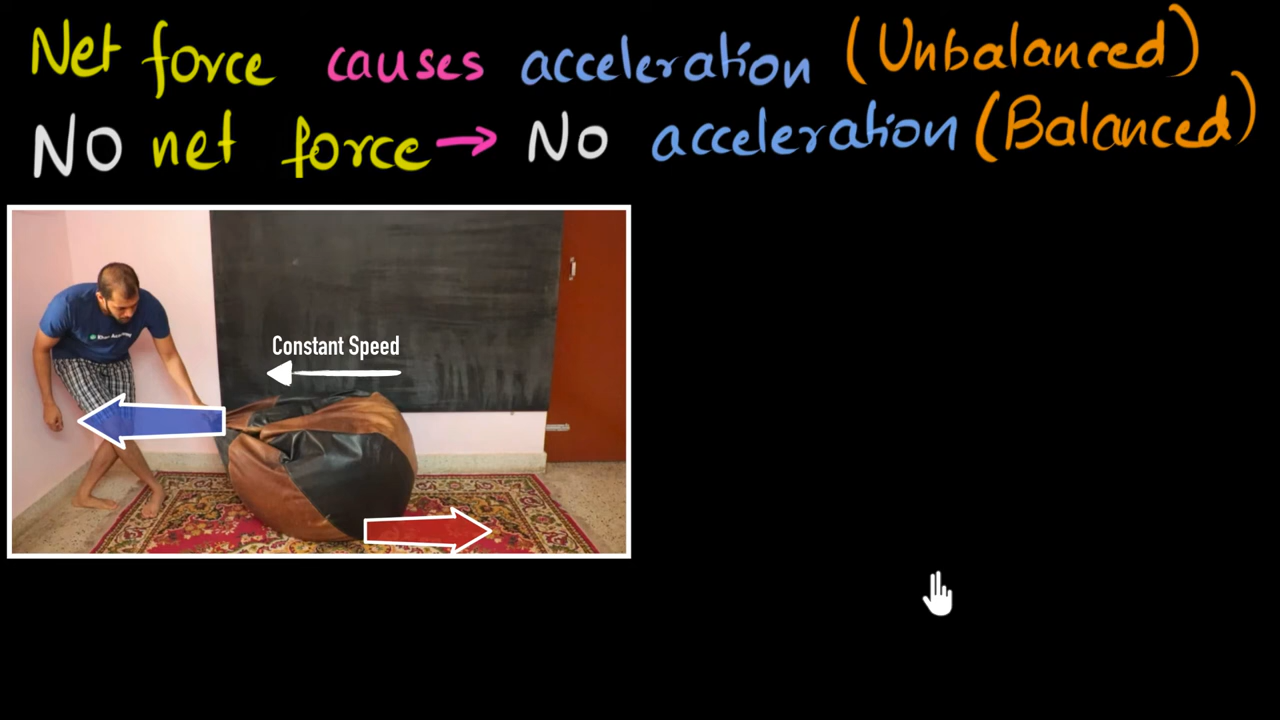 Net force causes acceleration (Unbalanced)
NO net force → No acceleration (Balanced)
Constant Speed